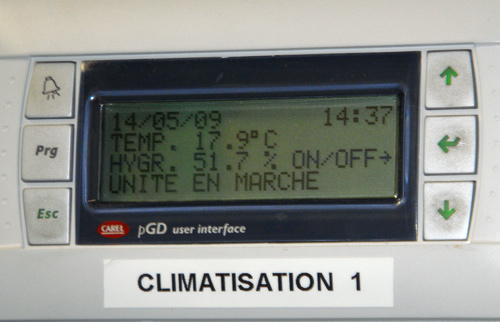 14/05/09 14:37
TEMP. 17.9°C
HYGR. 51.7 % ON/OFF→
UNITE EN MARCHE
Prg
Esc
CAREL pGD user interface
CLIMATISATION 1